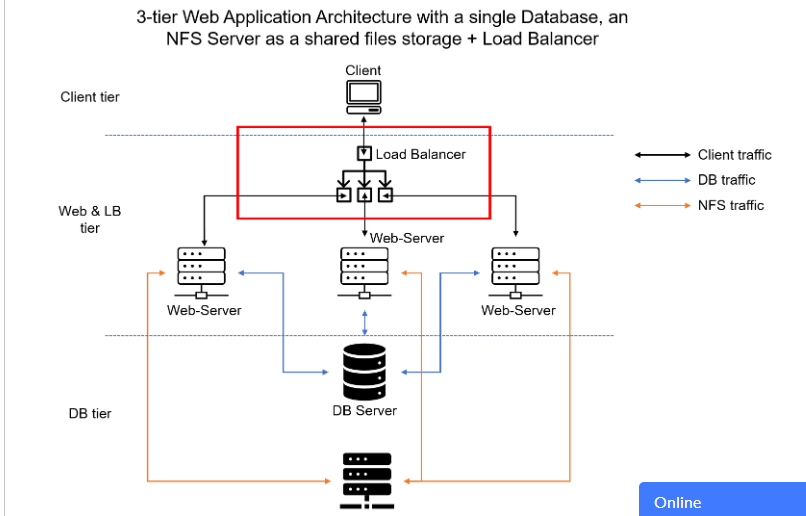 3-tier Web Application Architecture with a single Database, an
NFS Server as a shared files storage + Load Balancer
Client
Client tier
Load Balancer
Client traffic
DB traffic
NFS traffic
Web & LB
tier
Web-Server
Web-Server
Web-Server
DB Server
DB tier
Online